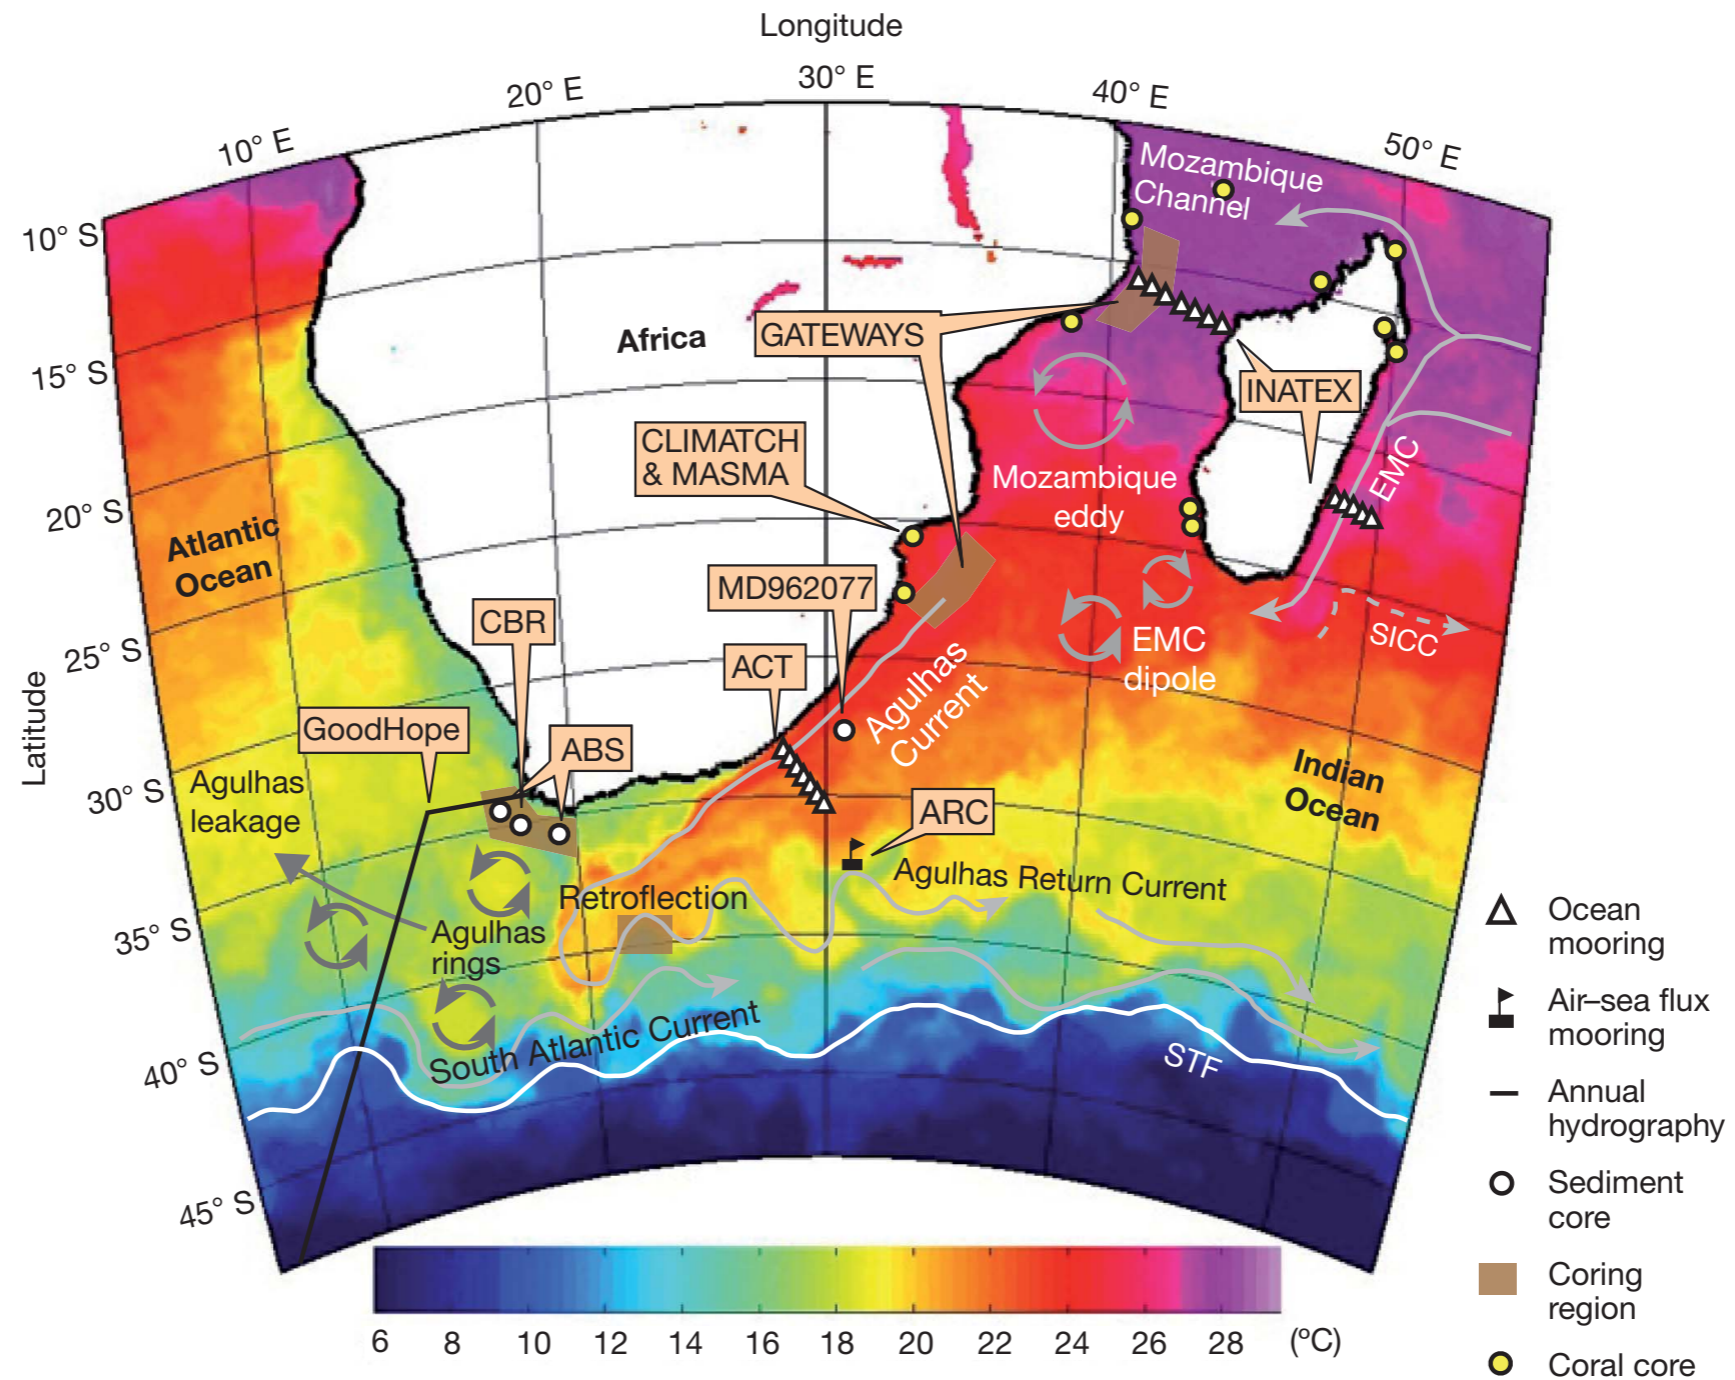 Longitude
10° E
20° E
30° E
40° E
50° E
Latitude
10° S
15° S
20° S
25° S
30° S
35° S
40° S
45° S
Mozambique
Channel
Africa
GATEWAYS
INATEX
CLIMATCH
& MASMA
Mozambique
eddy
EMC
Atlantic
Ocean
MD962077
CBR
ACT
EMC
dipole
SICC
Agulhas
Current
GoodHope
ABS
Agulhas
leakage
Indian
Ocean
ARC
Retroflection
Agulhas Return Current
Agulhas
rings
South Atlantic Current
STF
Ocean
mooring
Air–sea flux
mooring
Annual
hydrography
Sediment
core
Coring
region
Coral core
6 8 10 12 14 16 18 20 22 24 26 28 (°C)